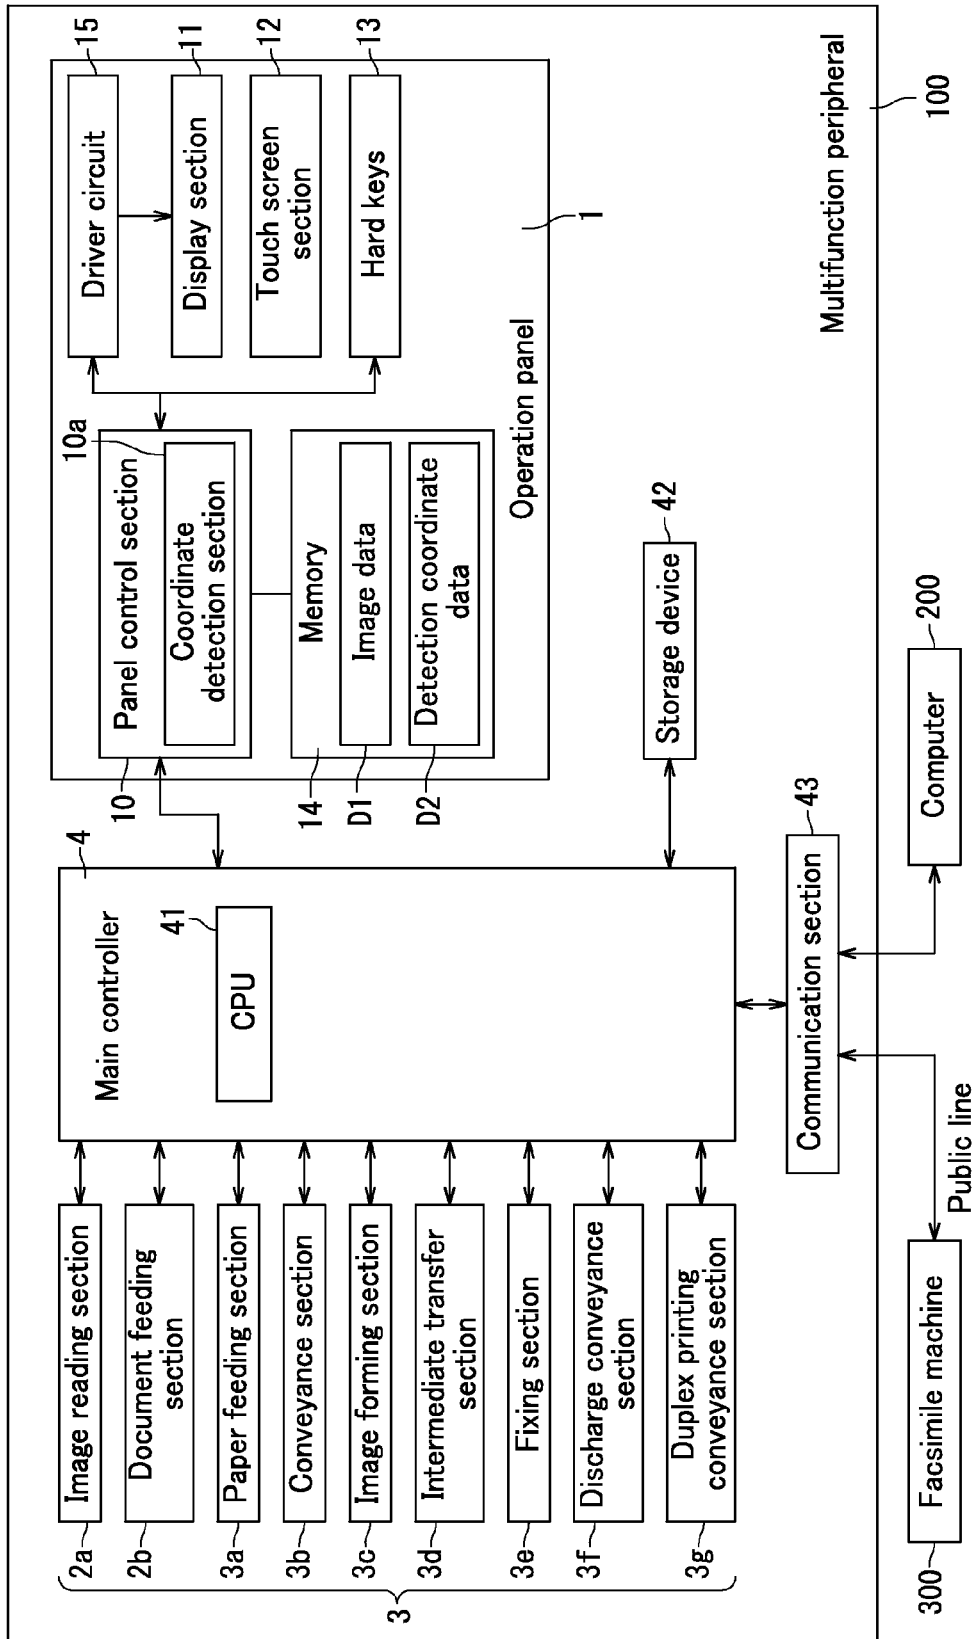 Multifunction peripheral
100
Operation panel
1
Driver circuit
15
Display section
11
Touch screen
section
12
Hard keys
13
Panel control section
10
Coordinate
detection section
10a
Memory
14
Image data
D1
Detection coordinate
data
D2
Main controller
4
CPU
41
3
2a
Image reading section
2b
Document feeding
section
3a
Paper feeding section
3b
Conveyance section
3c
Image forming section
3d
Intermediate transfer
section
3e
Fixing section
3f
Discharge conveyance
section
3g
Duplex printing
conveyance section
Storage device
42
Communication section
43
Public line
300
Facsimile machine
Computer
200